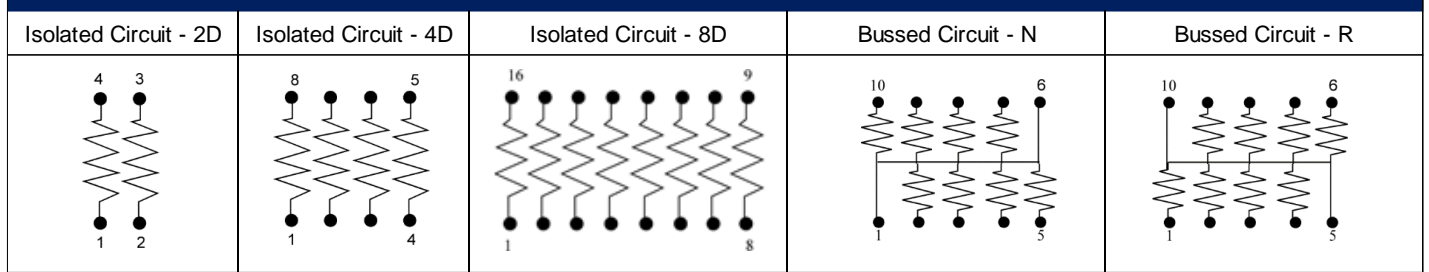 Isolated Circuit - 2D Isolated Circuit - 4D Isolated Circuit - 8D Bussed Circuit - N Bussed Circuit - R
4 3 8 5 16 9 10 6 10 6
1 2 1 4 1 8 1 5 1 5